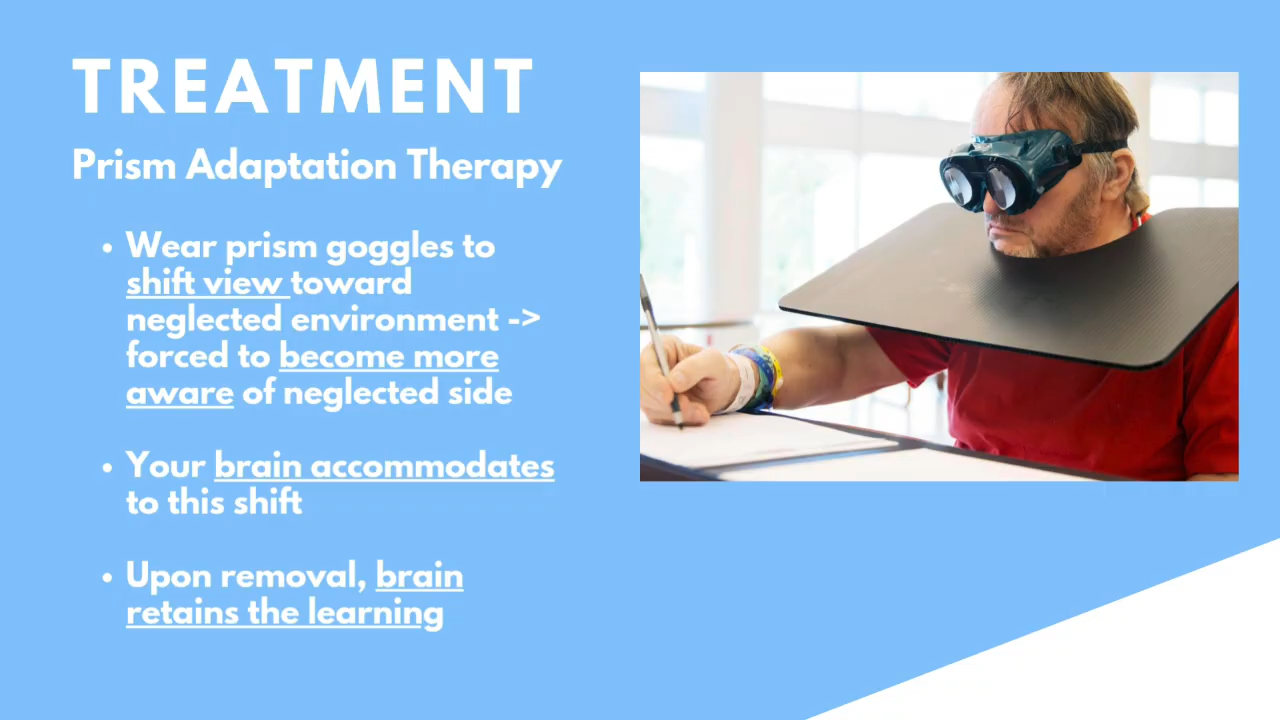 TREATMENT
Prism Adaptation Therapy
• Wear prism goggles to
shift view toward
neglected environment ->
forced to become more
aware of neglected side
• Your brain accommodates
to this shift
• Upon removal, brain
retains the learning